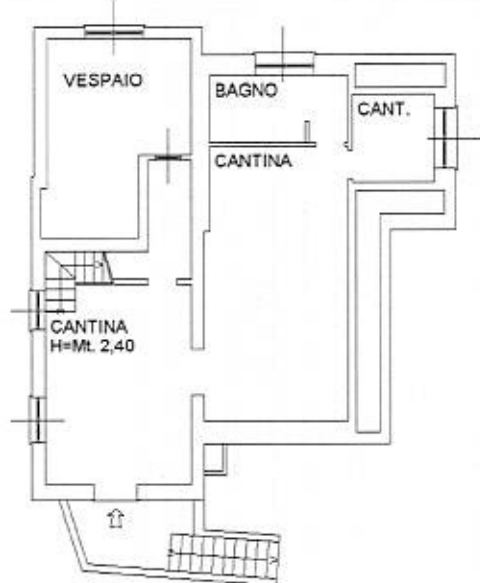 VESPAIO
BAGNO
CANT.
CANTINA
CANTINA
H=Mt. 2,40